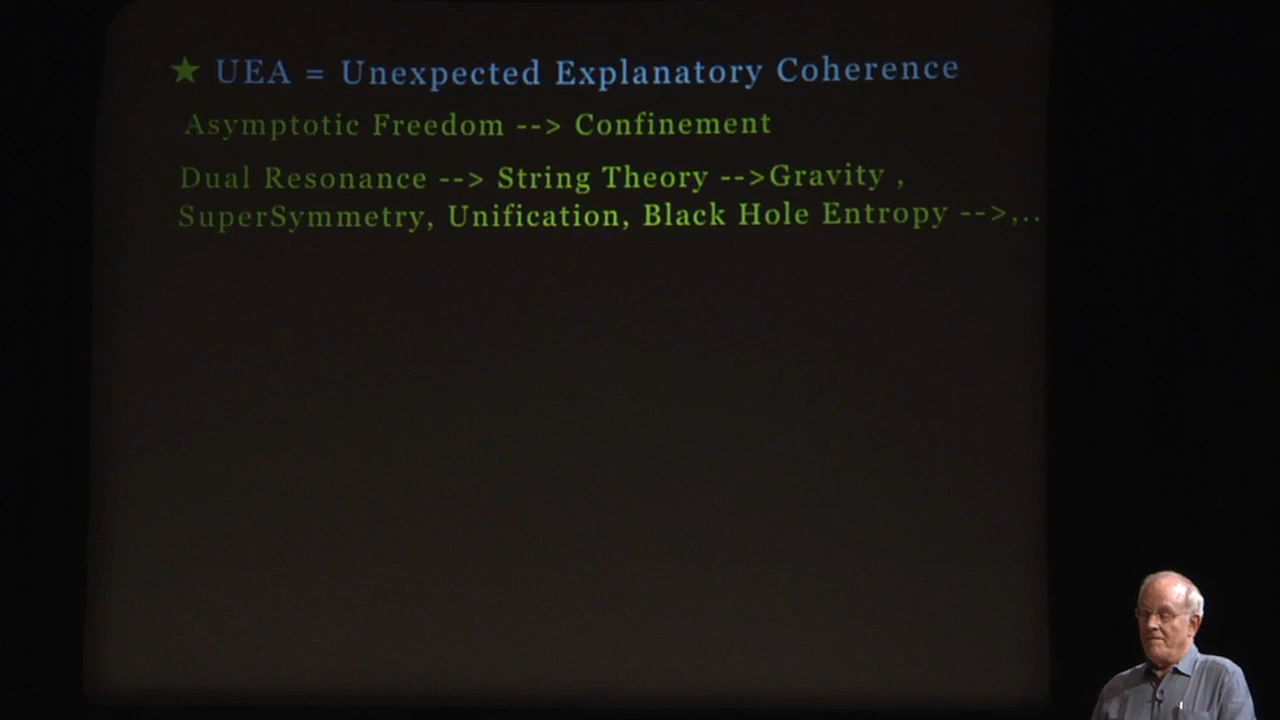 ★ UEA = Unexpected Explanatory Coherence
Asymptotic Freedom --> Confinement
Dual Resonance --> String Theory -->Gravity ,
SuperSymmetry, Unification, Black Hole Entropy -->,..